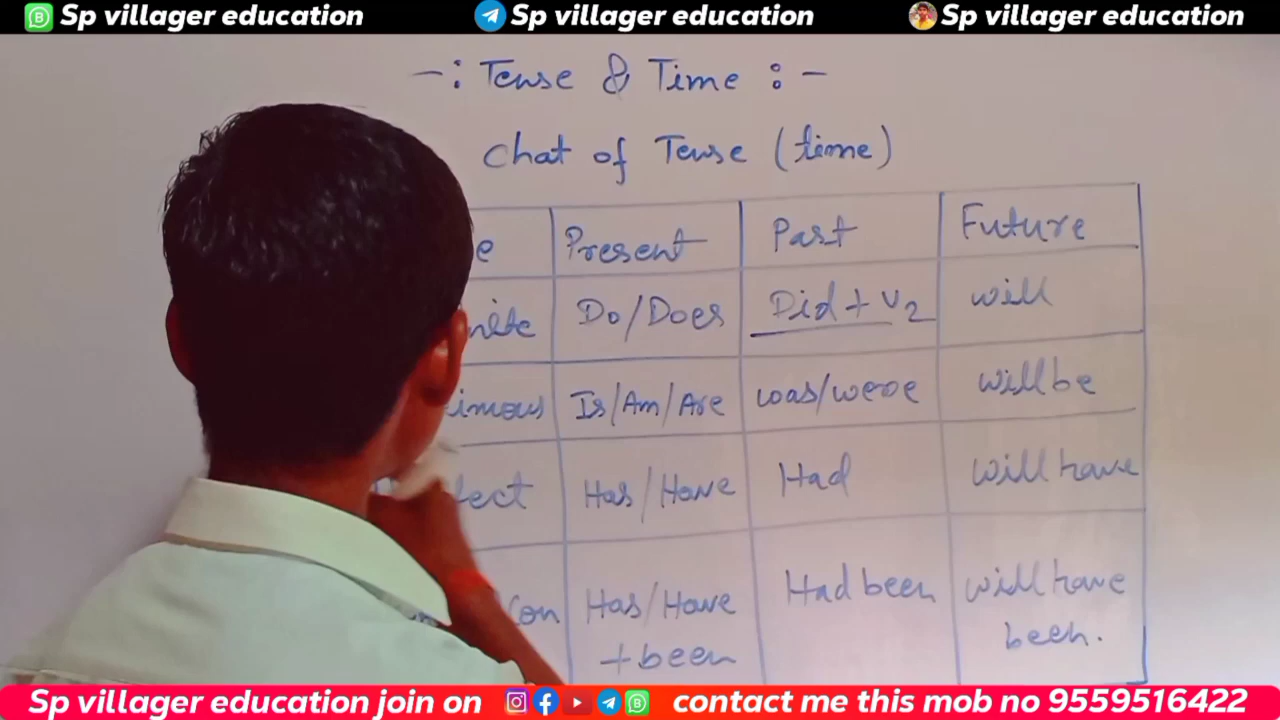 Sp villager education Sp villager education Sp villager education
-: Tense & Time :-
Chat of Tense (time)
Present Past Future
Do/Does Did + V2 will
Is/Am/Are was/were will be
Has/Have Had will have
Has/Have Had been will have
+ been been.
Sp villager education join on contact me this mob no 9559516422